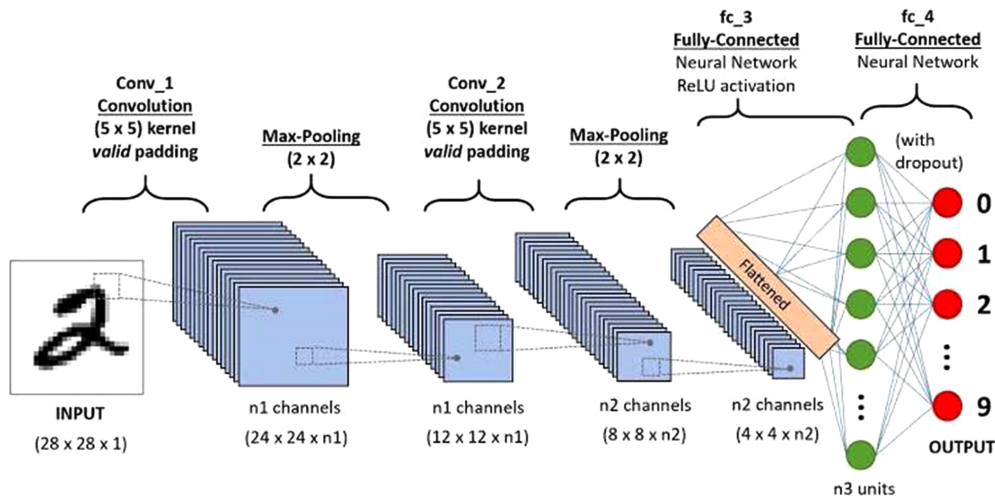 Conv_1
Convolution
(5 x 5) kernel
valid padding
Max-Pooling
(2 x 2)
Conv_2
Convolution
(5 x 5) kernel
valid padding
Max-Pooling
(2 x 2)
fc_3
Fully-Connected
Neural Network
ReLU activation
fc_4
Fully-Connected
Neural Network
(with
dropout)
Flattened
0
1
2
9
OUTPUT
INPUT
(28 x 28 x 1)
n1 channels
(24 x 24 x n1)
n1 channels
(12 x 12 x n1)
n2 channels
(8 x 8 x n2)
n2 channels
(4 x 4 x n2)
n3 units
2